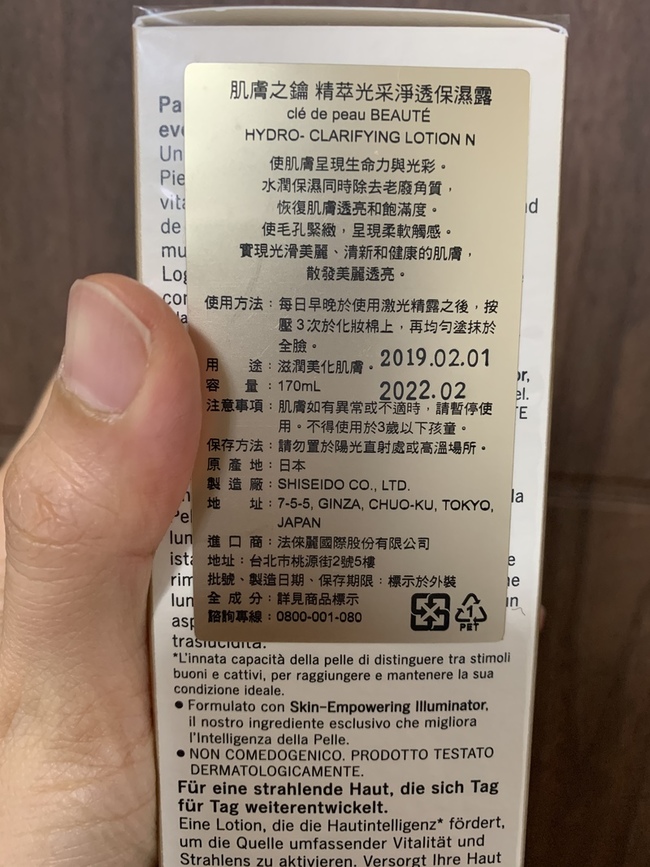 肌膚之鑰 精萃光采淨透保濕露
clé de peau BEAUTÉ
HYDRO- CLARIFYING LOTION N
使肌膚呈現生命力與光彩。
水潤保濕同時除去老廢角質，
恢復肌膚透亮和飽滿度。
使毛孔緊緻，呈現柔軟觸感。
實現光滑美麗、清新和健康的肌膚，
散發美麗透亮。
使用方法：每日早晚於使用激光精露之後，按
壓3次於化妝棉上，再均勻塗抹於
全臉。
用 途：滋潤美化肌膚。2019.02.01
容 量：170mL 2022.02
注意事項：肌膚如有異常或不適時，請暫停使
用。不得使用於3歲以下孩童。
保存方法：請勿置於陽光直射處或高溫場所。
原 產 地：日本
製 造 廠：SHISEIDO CO., LTD.
地 址：7-5-5, GINZA, CHUO-KU, TOKYO,
JAPAN
進 口 商：法倈麗國際股份有限公司
地址：台北市桃源街2號5樓
批號、製造日期、保存期限：標示於外裝
全 成 分：詳見商品標示
諮詢專線：0800-001-080
1
PET
traslucidità.
*L'innata capacità della pelle di distinguere tra stimoli
buoni e cattivi, per raggiungere e mantenere la sua
condizione ideale.
● Formulato con Skin-Empowering Illuminator,
il nostro ingrediente esclusivo che migliora
l'Intelligenza della Pelle.
● NON COMEDOGENICO. PRODOTTO TESTATO
DERMATOLOGICAMENTE.
Für eine strahlende Haut, die sich Tag
für Tag weiterentwickelt.
Eine Lotion, die die Hautintelligenz* fördert,
um die Quelle umfassender Vitalität und
Strahlens zu aktivieren. Versorgt Ihre Haut